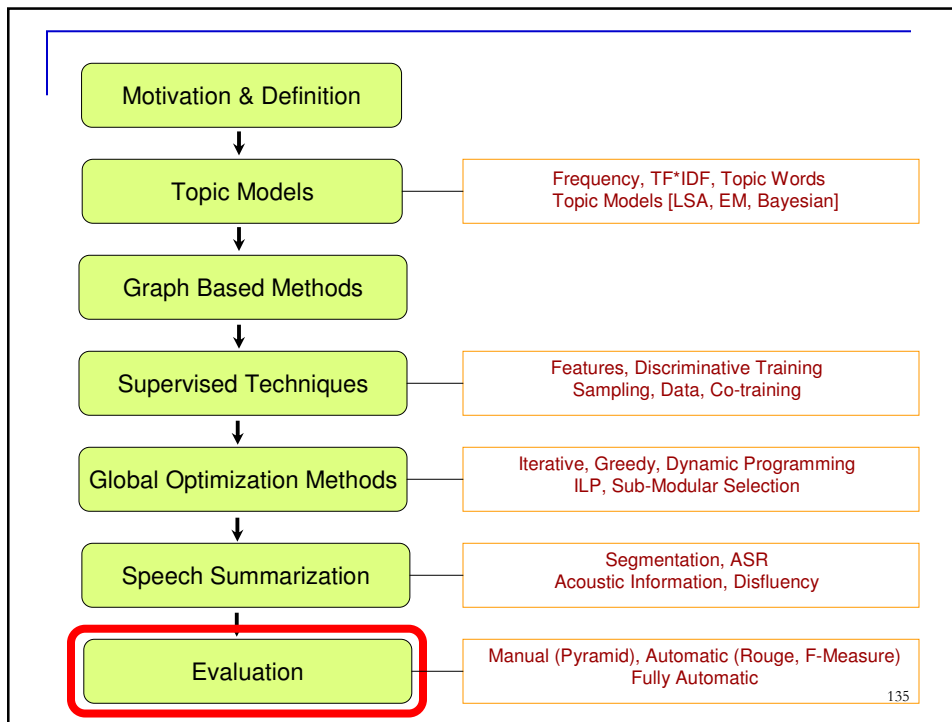 Motivation & Definition
Topic Models
Frequency, TF*IDF, Topic Words
Topic Models [LSA, EM, Bayesian]
Graph Based Methods
Supervised Techniques
Features, Discriminative Training
Sampling, Data, Co-training
Global Optimization Methods
Iterative, Greedy, Dynamic Programming
ILP, Sub-Modular Selection
Speech Summarization
Segmentation, ASR
Acoustic Information, Disfluency
Evaluation
Manual (Pyramid), Automatic (Rouge, F-Measure)
Fully Automatic
135